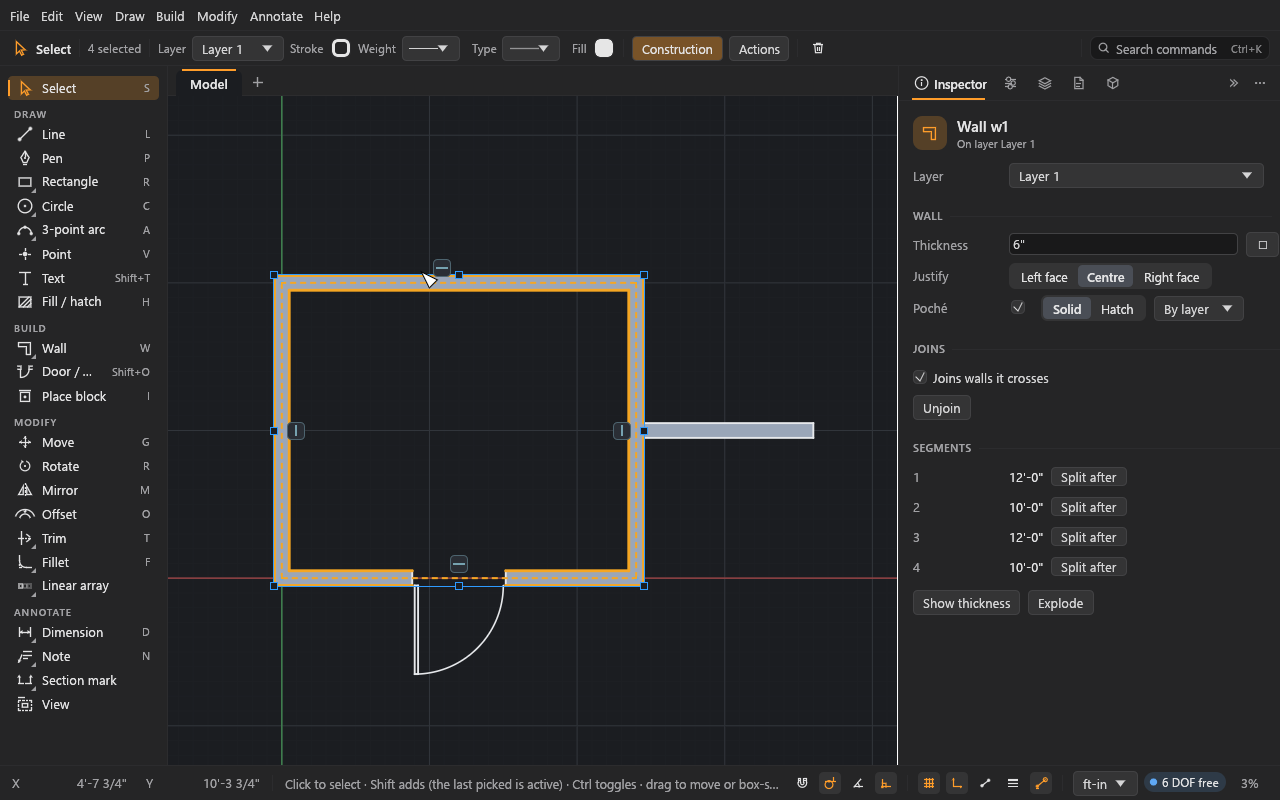 File Edit View Draw Build Modify Annotate Help
Select 4 selected Layer Layer 1 Stroke Weight Type Fill Construction Actions Search commands Ctrl+K
Select S
DRAW
Line L
Pen P
Rectangle R
Circle C
3-point arc A
Point V
Text Shift+T
Fill / hatch H
BUILD
Wall W
Door / ... Shift+O
Place block I
MODIFY
Move G
Rotate R
Mirror M
Offset O
Trim T
Fillet F
Linear array
ANNOTATE
Dimension D
Note N
Section mark
View
Model +
Inspector
Wall w1
On layer Layer 1
Layer Layer 1
WALL
Thickness 6"
Justify Left face Centre Right face
Poché Solid Hatch By layer
JOINS
Joins walls it crosses
Unjoin
SEGMENTS
1 12'-0" Split after
2 10'-0" Split after
3 12'-0" Split after
4 10'-0" Split after
Show thickness Explode
X 4'-7 3/4" Y 10'-3 3/4" Click to select · Shift adds (the last picked is active) · Ctrl toggles · drag to move or box-s... ft-in 6 DOF free 3%